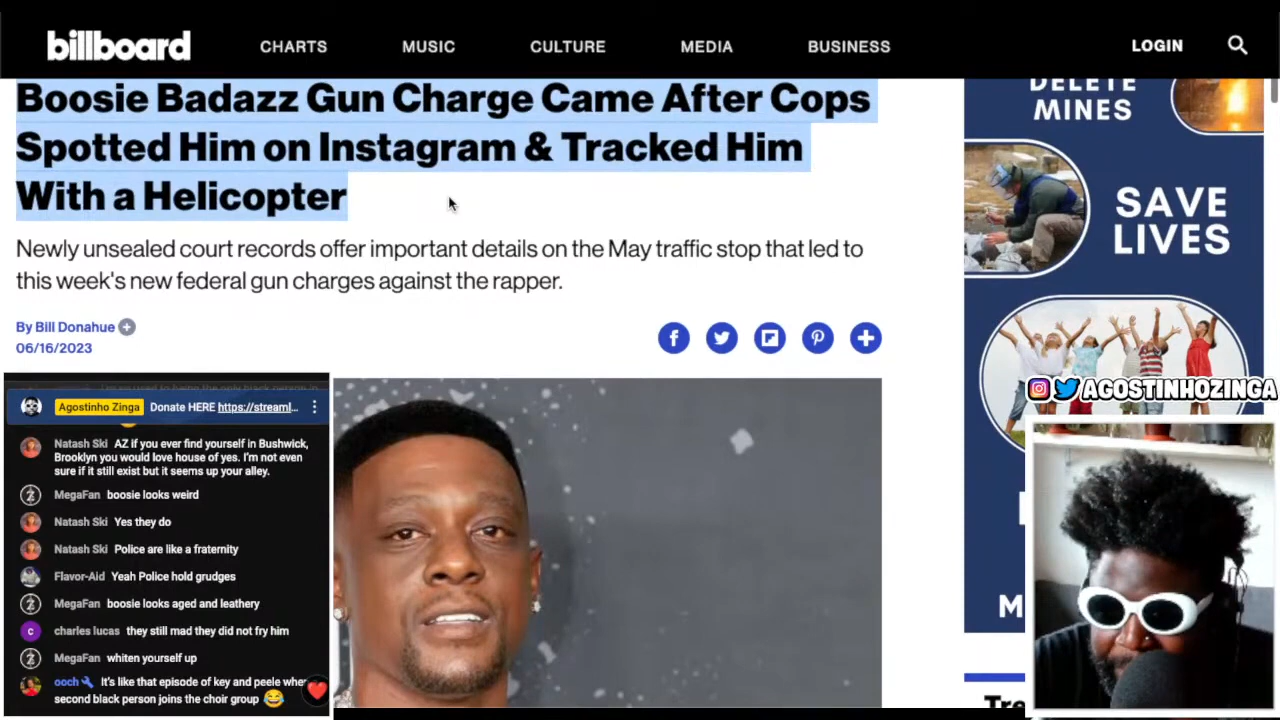 billboard
CHARTS
MUSIC
CULTURE
MEDIA
BUSINESS
LOGIN
Boosie Badazz Gun Charge Came After Cops
Spotted Him on Instagram & Tracked Him
With a Helicopter
Newly unsealed court records offer important details on the May traffic stop that led to
this week's new federal gun charges against the rapper.
By Bill Donahue
06/16/2023
DELETE
MINES
SAVE
LIVES
AGOSTINHOZINGA
Agostinho Zinga Donate HERE https://streaml...
Natash Ski AZ if you ever find yourself in Bushwick,
Brooklyn you would love house of yes. I'm not even
sure if it still exist but it seems up your alley.
MegaFan boosie looks weird
Natash Ski Yes they do
Natash Ski Police are like a fraternity
Flavor-Aid Yeah Police hold grudges
MegaFan boosie looks aged and leathery
charles lucas they still mad they did not fry him
MegaFan whiten yourself up
ooch It's like that episode of key and peele
second black person joins the choir group